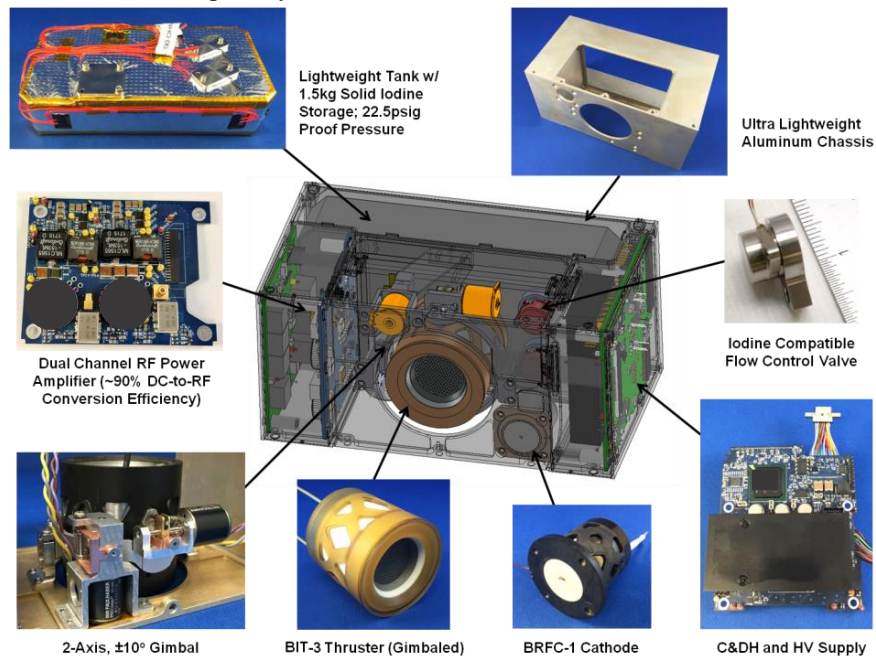 Lightweight Tank w/
1.5kg Solid Iodine
Storage; 22.5psig
Proof Pressure
Ultra Lightweight
Aluminum Chassis
Dual Channel RF Power
Amplifier (~90% DC-to-RF
Conversion Efficiency)
Iodine Compatible
Flow Control Valve
2-Axis, ±10º Gimbal
BIT-3 Thruster (Gimbaled)
BRFC-1 Cathode
C&DH and HV Supply